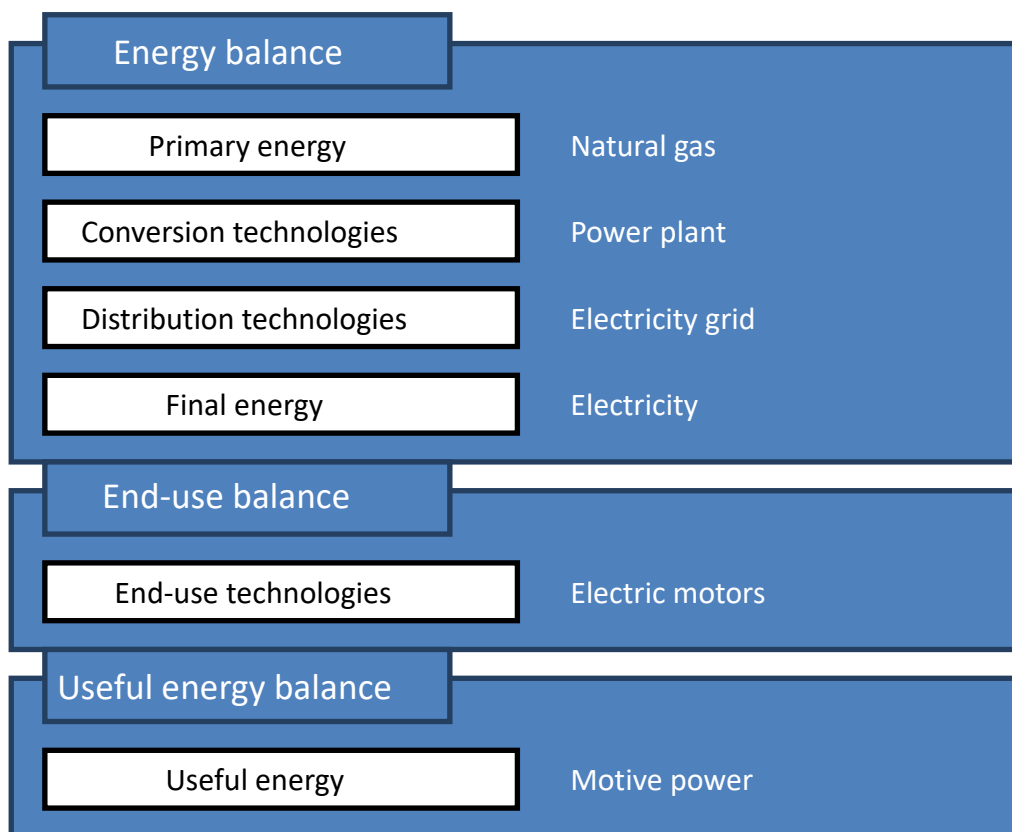 Energy balance
Primary energy Natural gas
Conversion technologies Power plant
Distribution technologies Electricity grid
Final energy Electricity
End-use balance
End-use technologies Electric motors
Useful energy balance
Useful energy Motive power